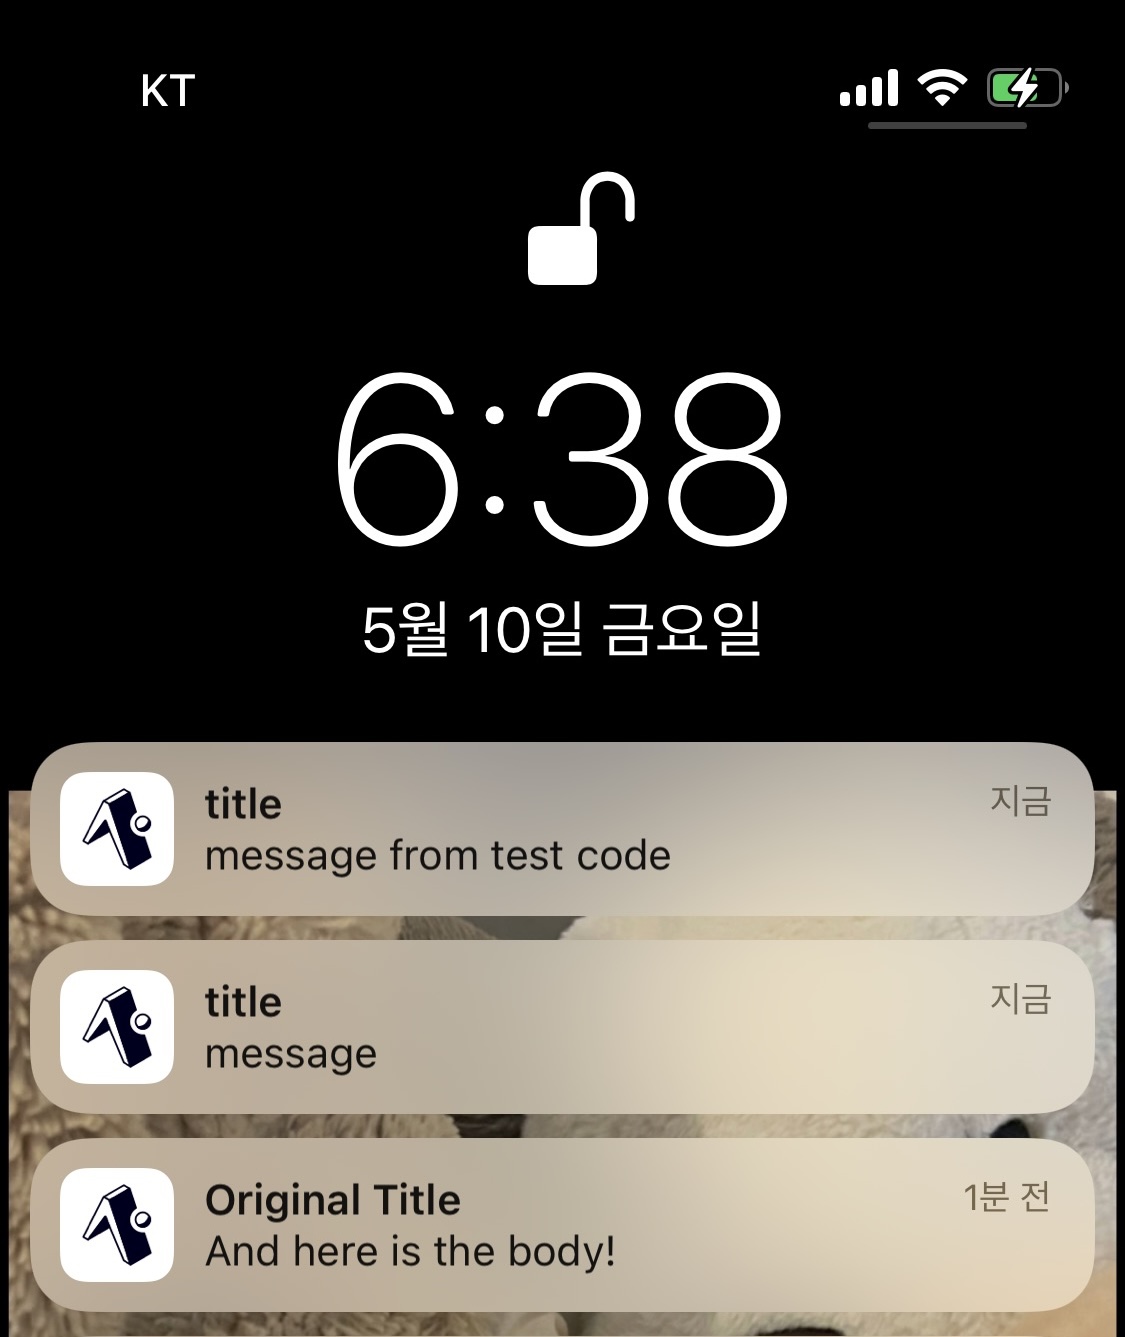 KT
6:38
5월 10일 금요일
title
지금
message from test code
title
지금
message
Original Title
1분 전
And here is the body!